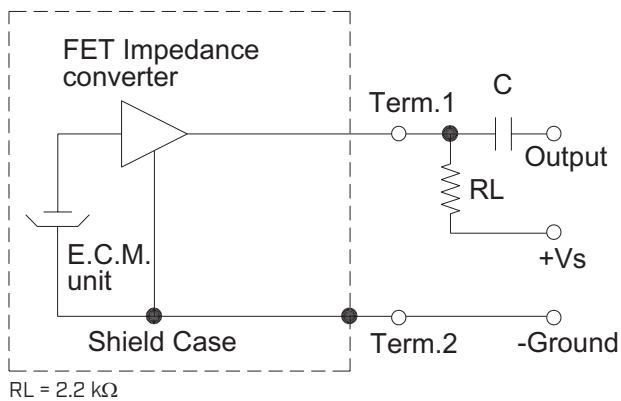 FET Impedance
converter
Term.1
C
Output
RL
+Vs
E.C.M.
unit
Shield Case
Term.2
-Ground
RL = 2.2 kΩ